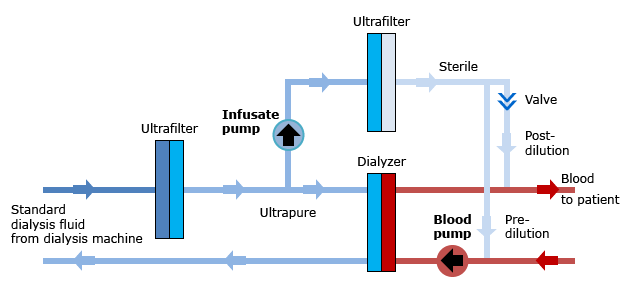 Ultrafilter
Sterile
Valve
Infusate
pump
Ultrafilter
Post-
dilution
Dialyzer
Blood
to patient
Standard
dialysis fluid
from dialysis machine
Ultrapure
Blood
pump
Pre-
dilution